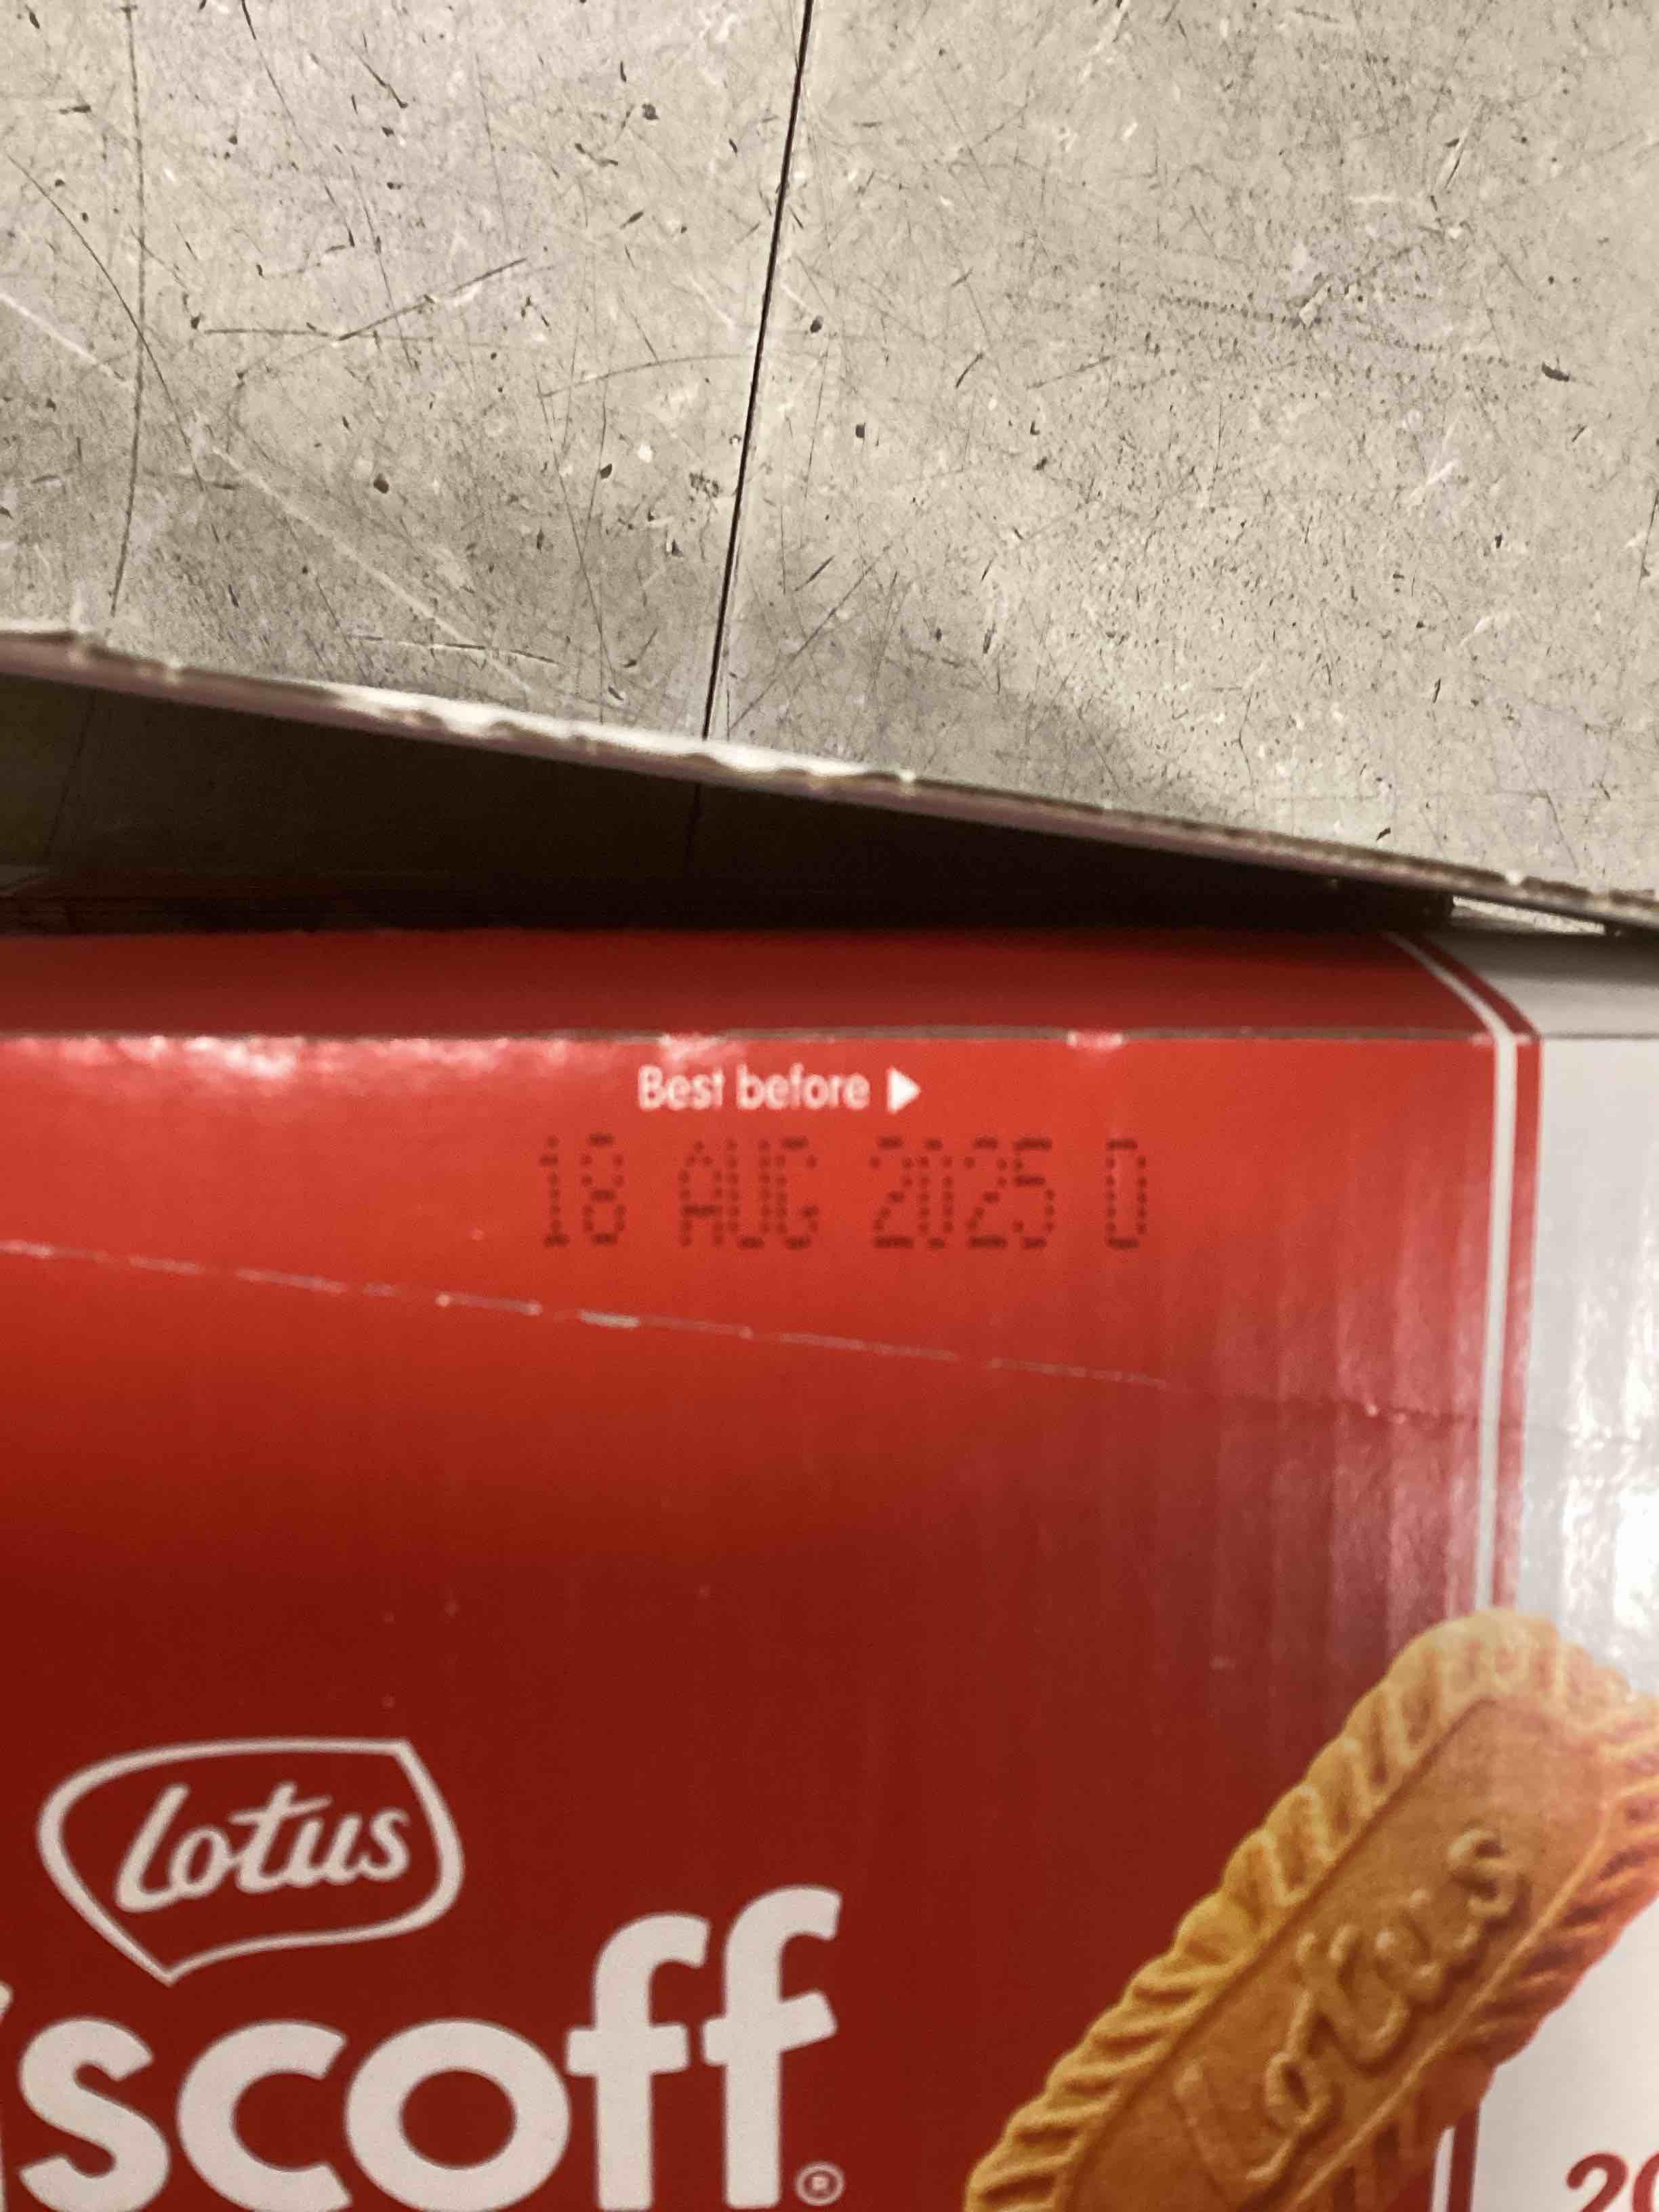 Best before
18 AUG 2025 D
Lotus
scoff®
Lotus